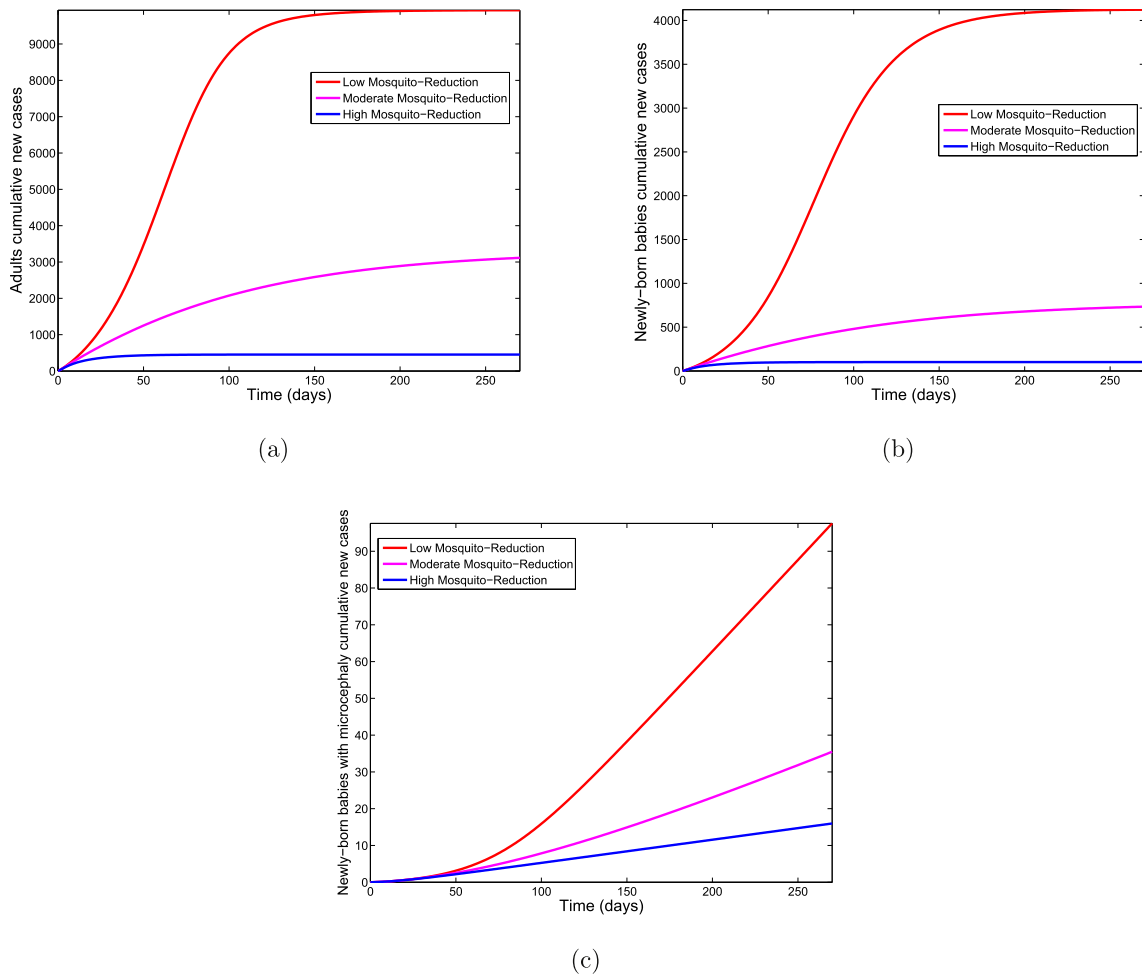 Adults cumulative new cases
9000
8000
7000
6000
5000
4000
3000
2000
1000
0
Low Mosquito-Reduction
Moderate Mosquito-Reduction
High Mosquito-Reduction
0 50 100 150 200 250
Time (days)
(a)
Newly-born babies cumulative new cases
4000
3500
3000
2500
2000
1500
1000
500
0
Low Mosquito-Reduction
Moderate Mosquito-Reduction
High Mosquito-Reduction
0 50 100 150 200 250
Time (days)
(b)
Newly-born babies with microcephaly cumulative new cases
90
80
70
60
50
40
30
20
10
0
Low Mosquito-Reduction
Moderate Mosquito-Reduction
High Mosquito-Reduction
0 50 100 150 200 250
Time (days)
(c)